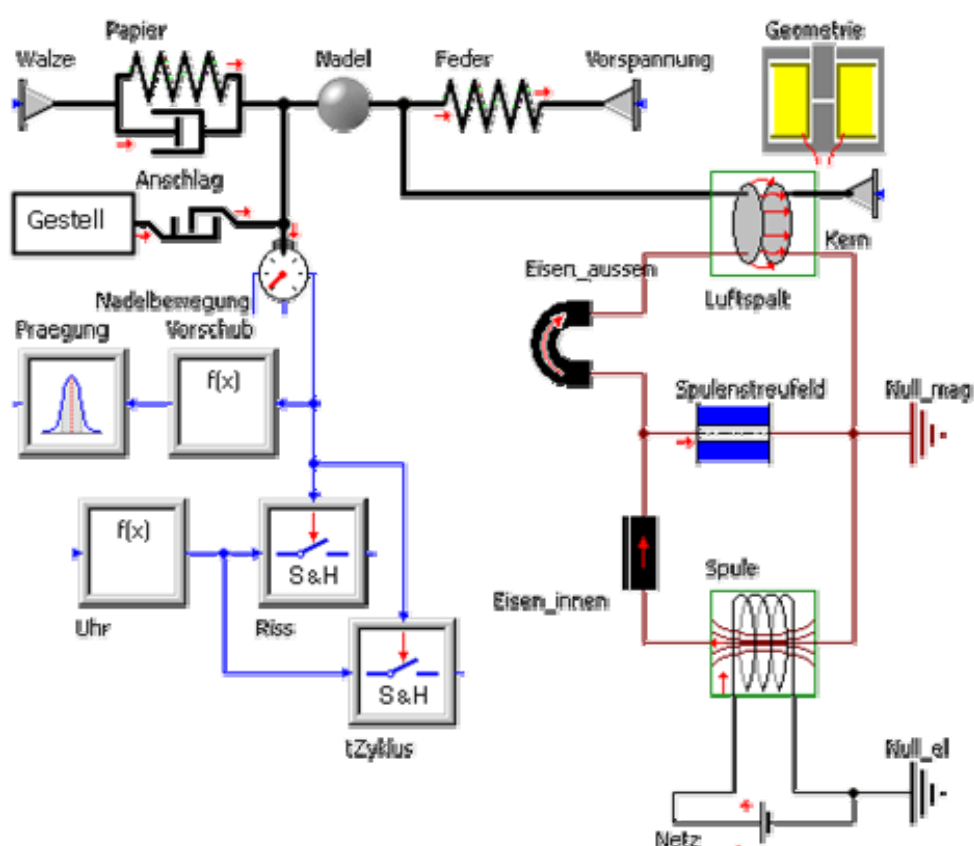 Papier
Walze
Nadel
Feder
Vorspannung
Geometrie
Anschlag
Gestell
Kern
Eisen_aussen
Luftspalt
Nadelbewegung
Praegung
Vorschub
f(x)
Spulenstreufeld
Null_mag
f(x)
S&H
Eisen_innen
Spule
Uhr
Riss
S&H
tZyklus
Null_el
Netz